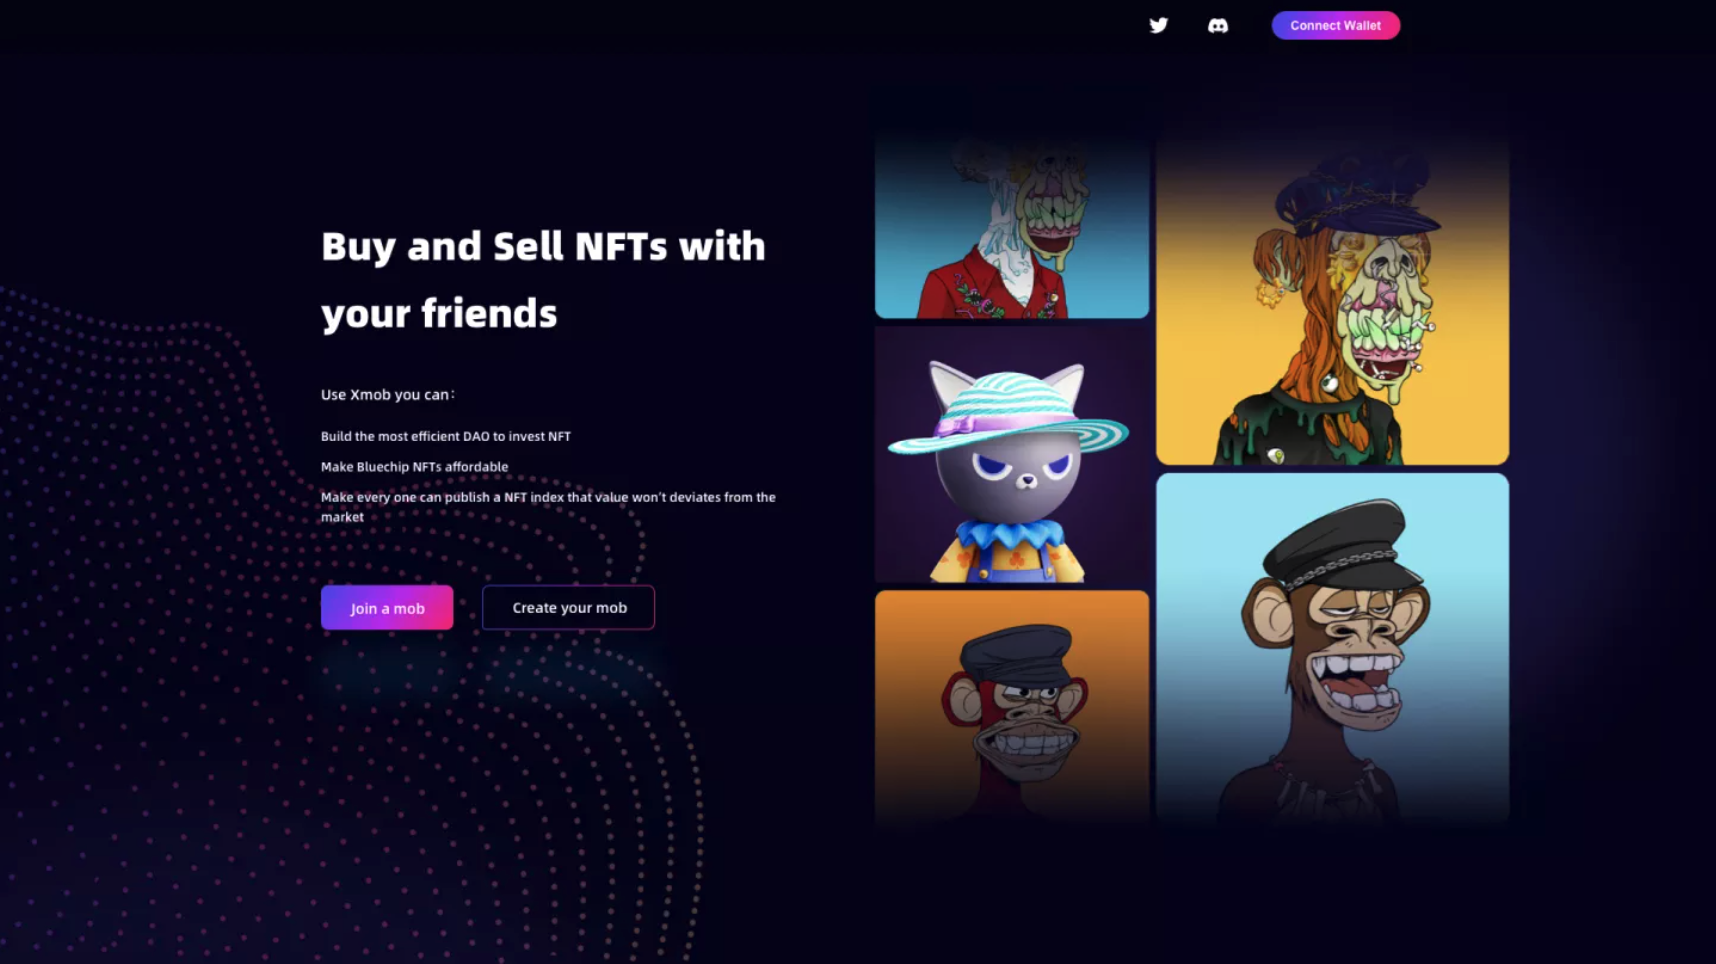 Connect Wallet
Buy and Sell NFTs with
your friends
Use Xmob you can：
Build the most efficient DAO to invest NFT
Make Bluechip NFTs affordable
Make every one can publish a NFT index that value won’t deviates from the
market
Join a mob
Create your mob